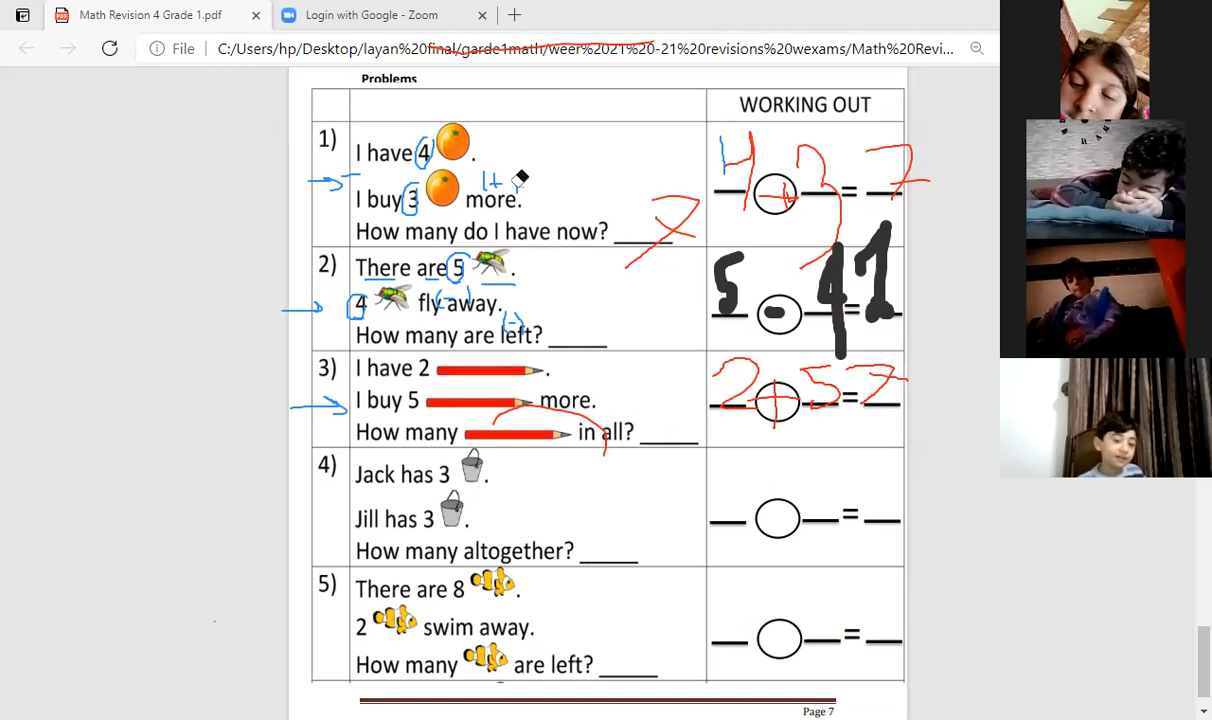 Math Revision 4 Grade 1.pdf
Login with Google - Zoom
File C:/Users/hp/Desktop/layan%20final/garde1math/weer%2021%20-21%20revisions%20wexams/Math%20Revi...
Problems
WORKING OUT
1) I have 4 .
I buy 3 more.
How many do I have now? 7
4 + 3 = 7
2) There are 5 .
4 fly away.
(-)
How many are left?
(-)
5 - 4 = 1
3) I have 2 .
I buy 5 more.
How many in all?
2 + 5 = 7
4) Jack has 3 .
Jill has 3 .
How many altogether?
=
5) There are 8 .
2 swim away.
How many are left?
=
Page 7